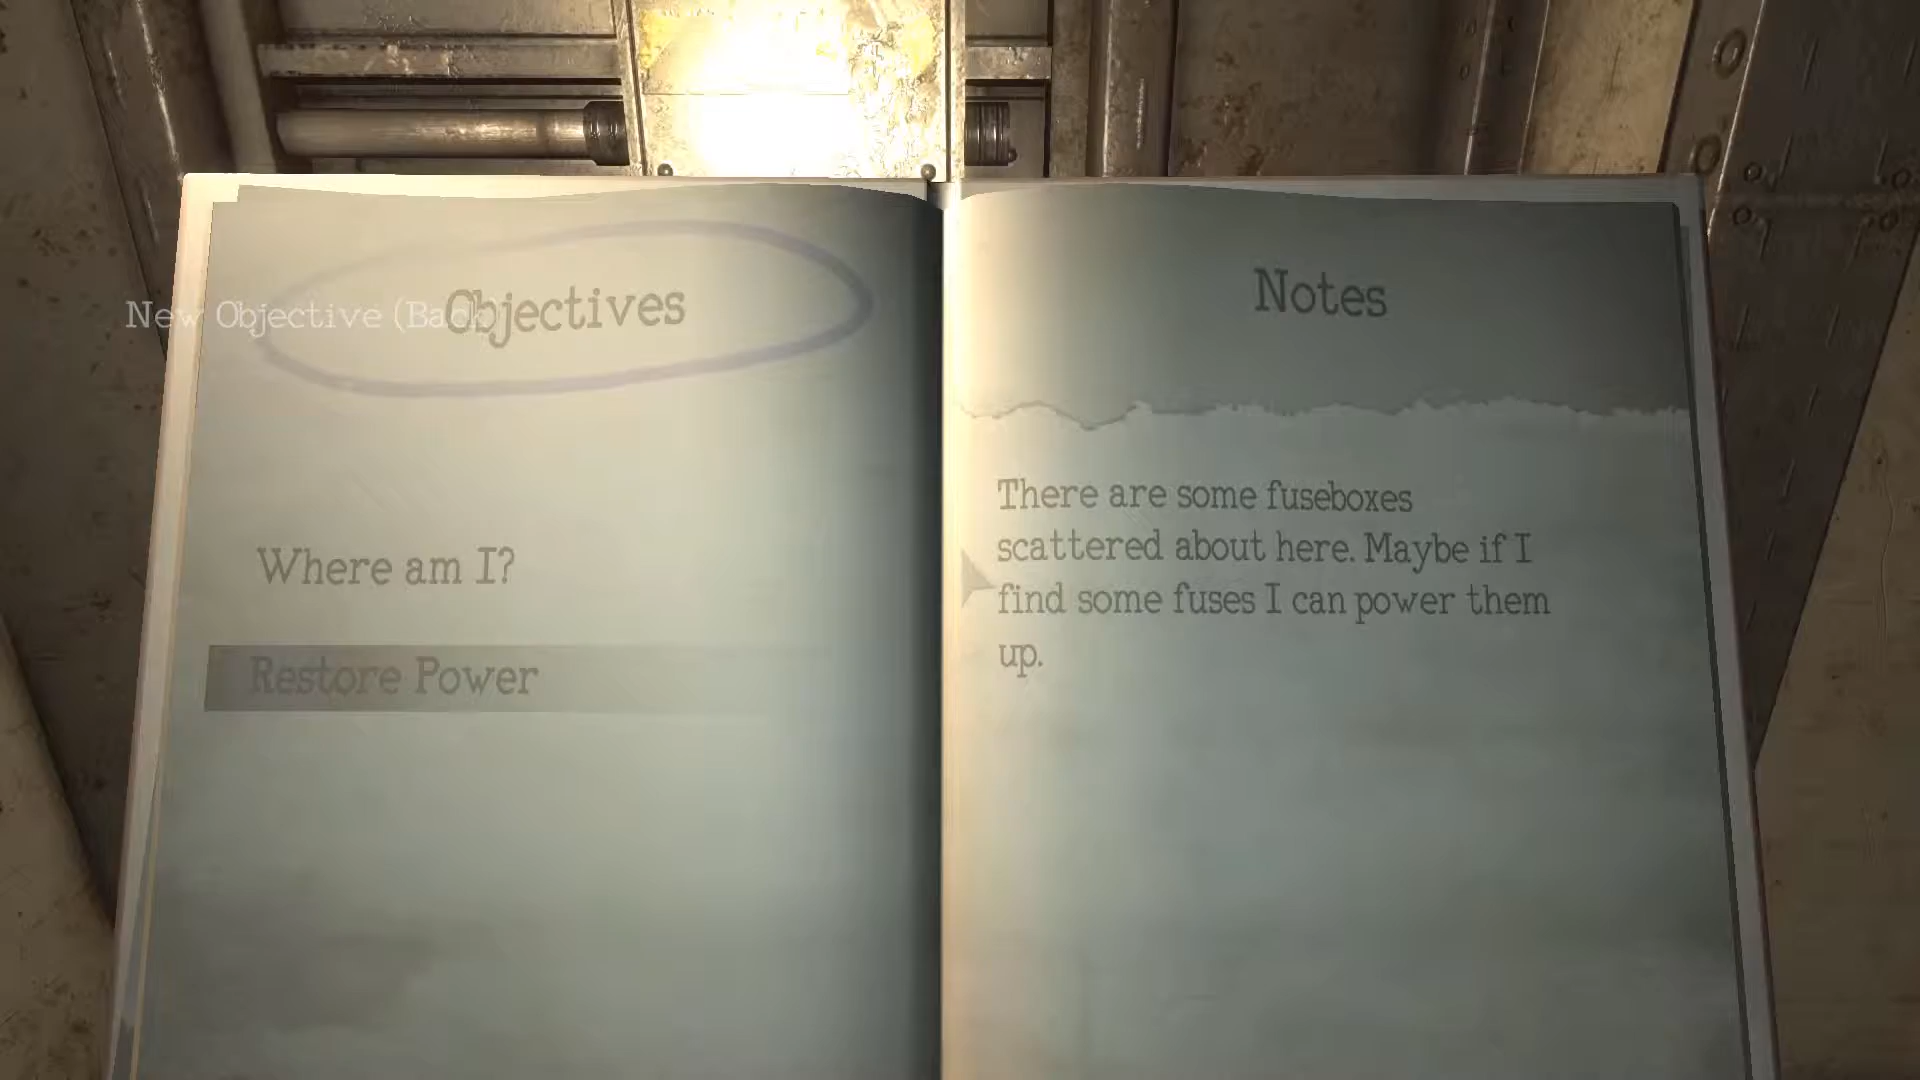 Objectives
New Objective (Back)
Where am I?
Restore Power
Notes
There are some fuseboxes
scattered about here. Maybe if I
find some fuses I can power them
up.